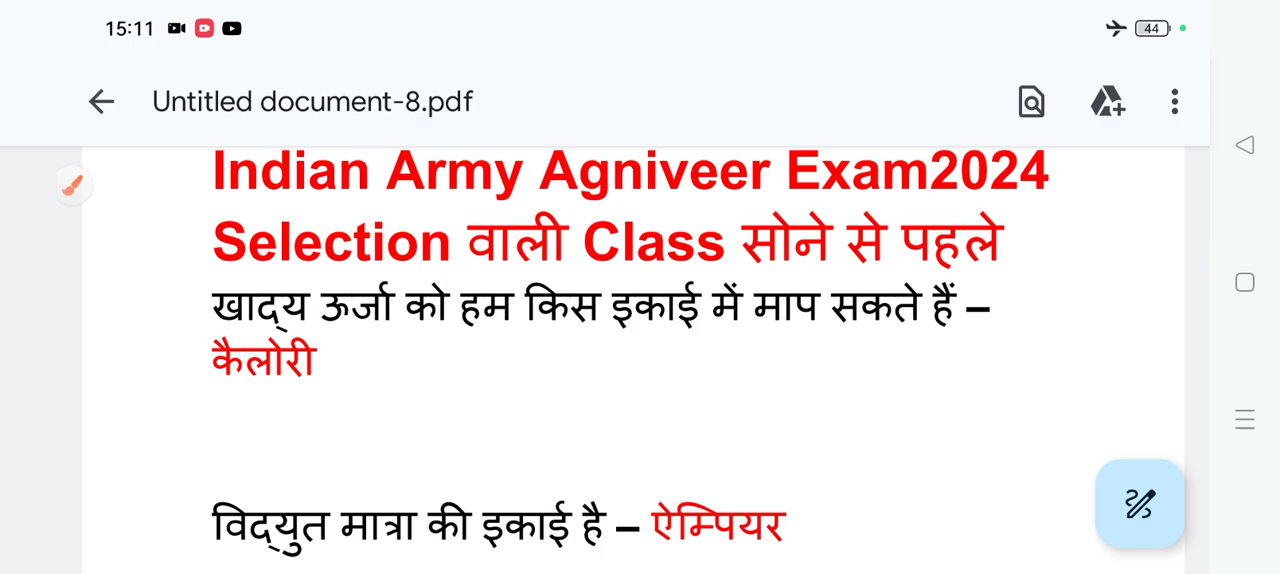 15:11
44
Untitled document-8.pdf
Indian Army Agniveer Exam2024
Selection वाली Class सोने से पहले
खाद्य ऊर्जा को हम किस इकाई में माप सकते हैं –
कैलोरी
विद्युत मात्रा की इकाई है – ऐम्पियर